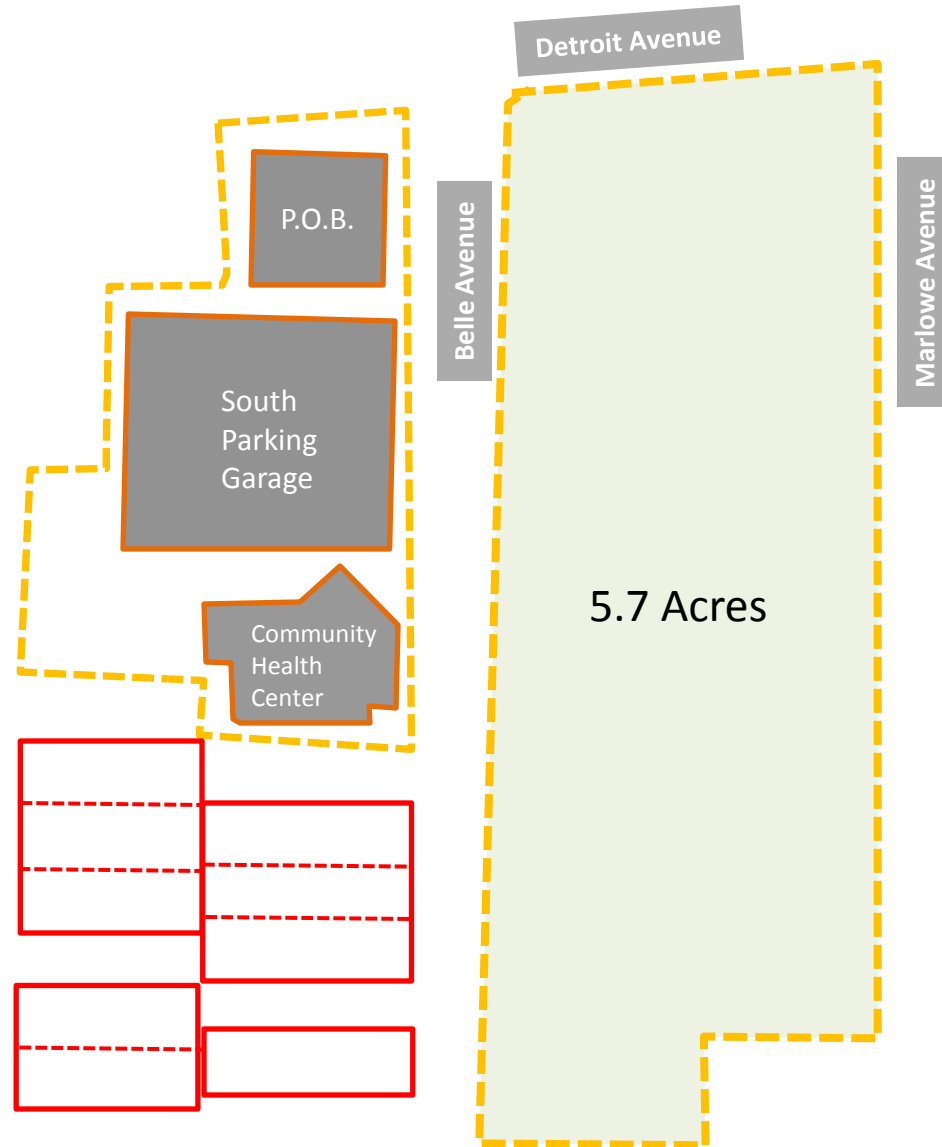 Detroit Avenue
P.O.B.
Belle Avenue
Marlowe Avenue
South
Parking
Garage
5.7 Acres
Community
Health
Center